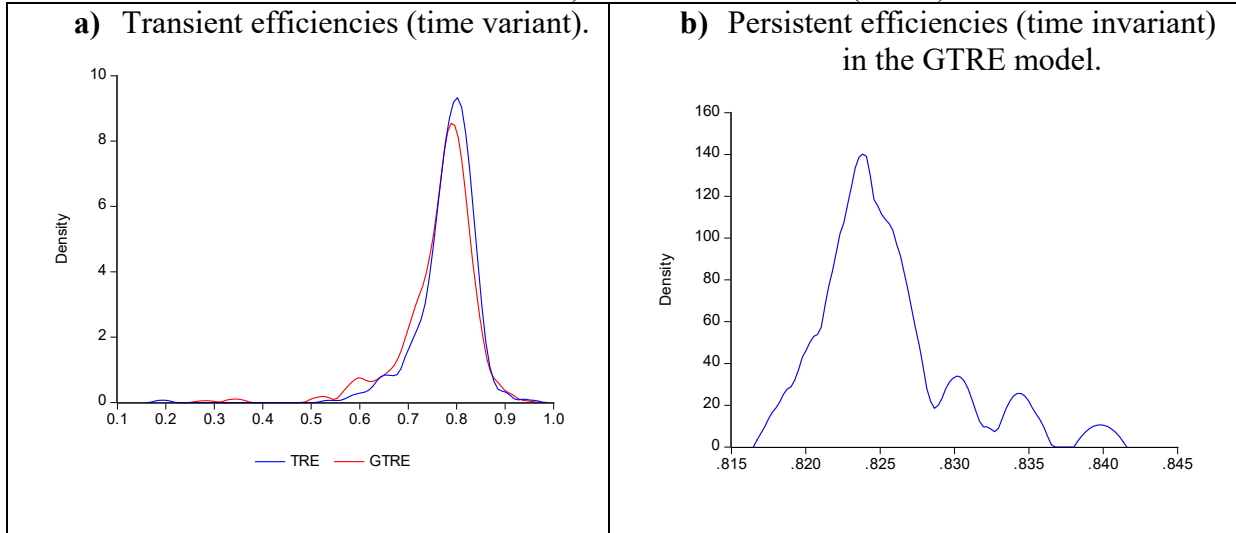 a) Transient efficiencies (time variant).
10
8
6
4
2
0
Density
0.1 0.2 0.3 0.4 0.5 0.6 0.7 0.8 0.9 1.0
TRE GTRE
b) Persistent efficiencies (time invariant)
in the GTRE model.
160
140
120
100
80
60
40
20
0
Density
.815 .820 .825 .830 .835 .840 .845